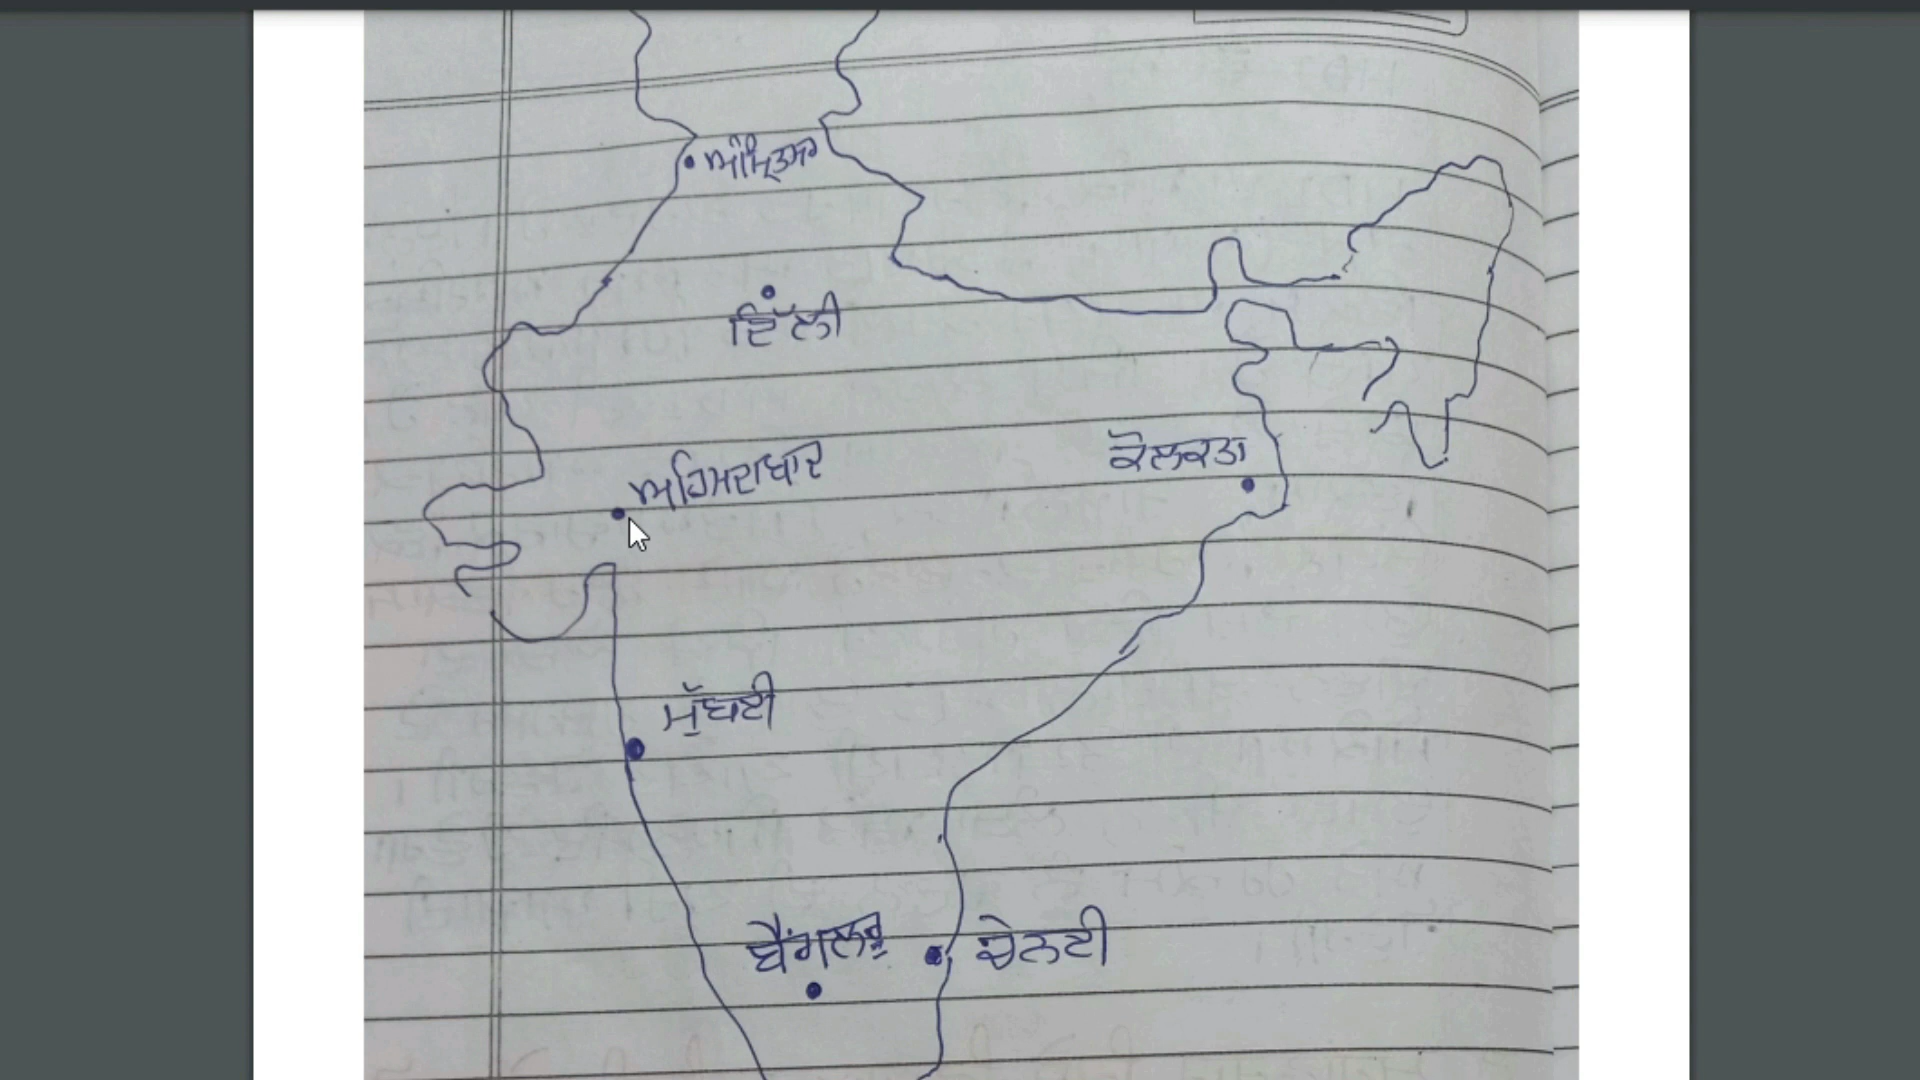 ਅੰਮ੍ਰਿਤਸਰ
ਦਿੱਲੀ
ਅਹਿਮਦਾਬਾਦ
ਕੋਲਕਤਾ
ਮੁੱਬਈ
ਬੈਂਗਲੂਰੂ
ਚੇਨਈ